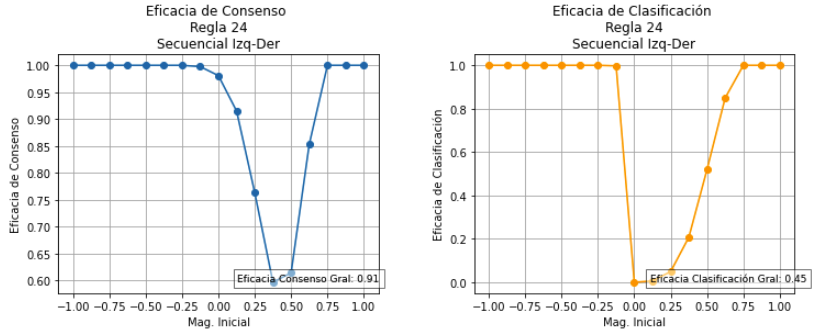 Eficacia de Consenso
Regla 24
Secuencial Izq-Der
Eficacia de Consenso
1.00
0.95
0.90
0.85
0.80
0.75
0.70
0.65
0.60
Eficacia Consenso Gral: 0.91
−1.00 −0.75 −0.50 −0.25 0.00 0.25 0.50 0.75 1.00
Mag. Inicial
Eficacia de Clasificación
Regla 24
Secuencial Izq-Der
Eficacia de Clasificación
1.0
0.8
0.6
0.4
0.2
0.0
Eficacia Clasificación Gral: 0.45
−1.00 −0.75 −0.50 −0.25 0.00 0.25 0.50 0.75 1.00
Mag. Inicial